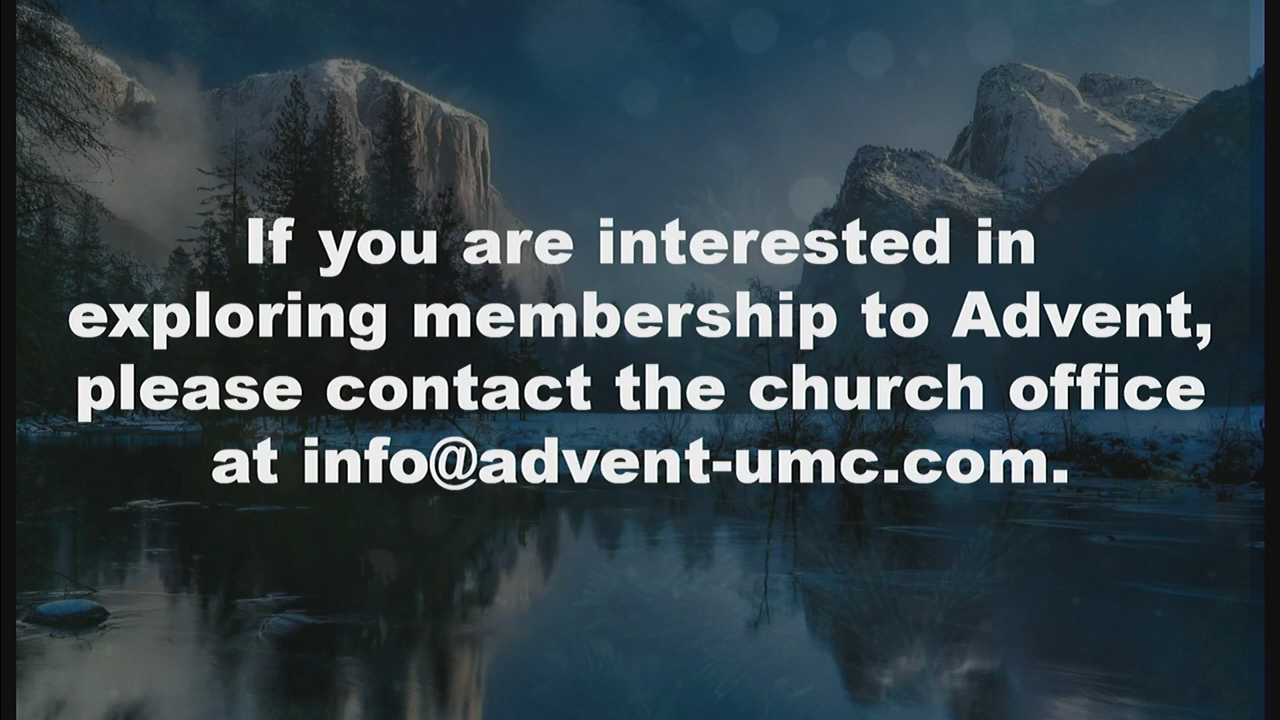 If you are interested in
exploring membership to Advent,
please contact the church office
at info@advent-umc.com.